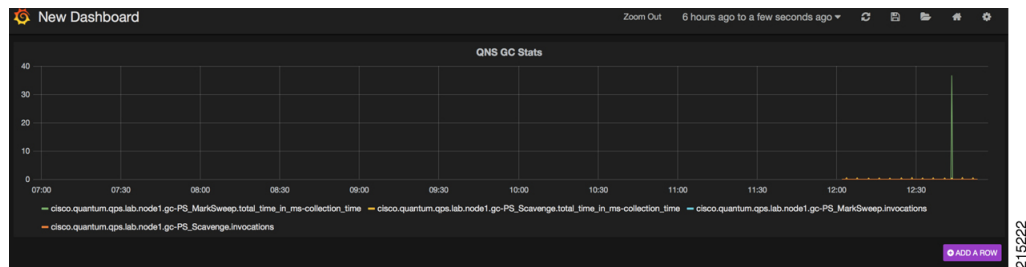 New Dashboard
Zoom Out 6 hours ago to a few seconds ago
QNS GC Stats
40
30
20
10
0
07:00 07:30 08:00 08:30 09:00 09:30 10:00 10:30 11:00 11:30 12:00 12:30
cisco.quantum.qps.lab.node1.gc-PS_MarkSweep.total_time_in_ms-collection_time cisco.quantum.qps.lab.node1.gc-PS_Scavenge.total_time_in_ms-collection_time cisco.quantum.qps.lab.node1.gc-PS_MarkSweep.invocations
cisco.quantum.qps.lab.node1.gc-PS_Scavenge.invocations
ADD A ROW
215222